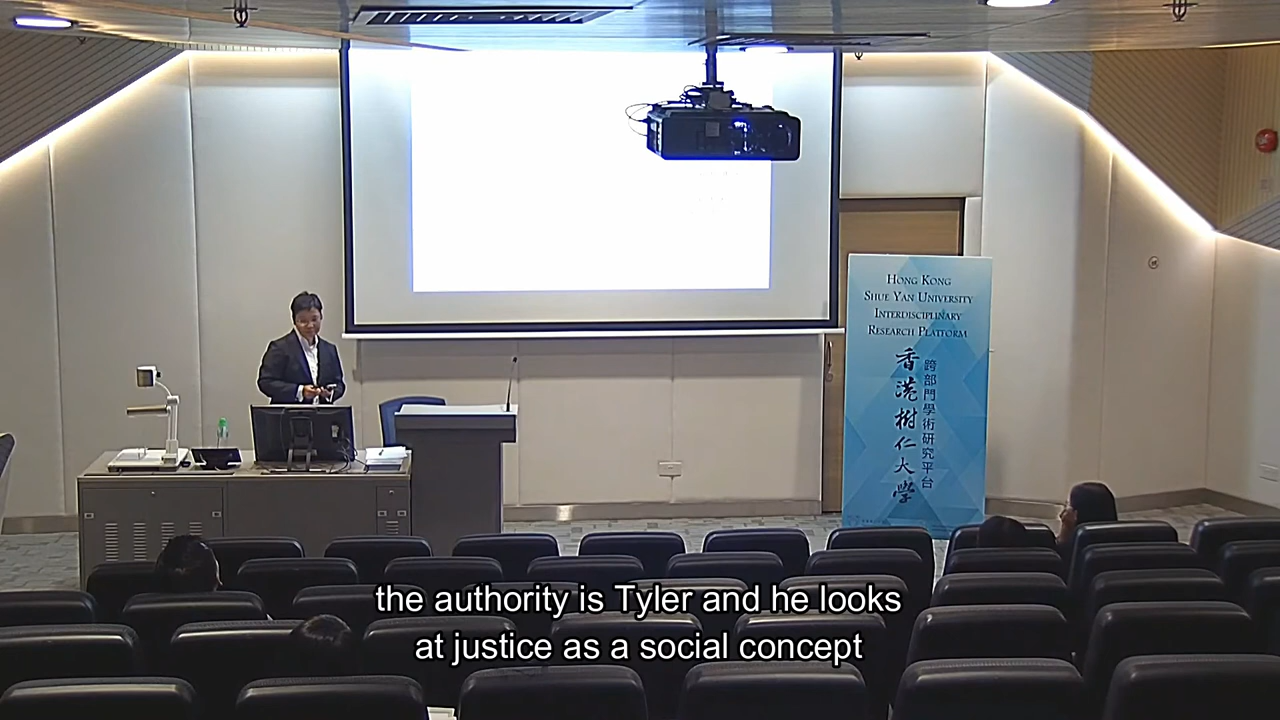 HONG KONG
SHUE YAN UNIVERSITY
INTERDISCIPLINARY
RESEARCH PLATFORM
香港樹仁大學
跨部門學術研究平台
the authority is Tyler and he looks
at justice as a social concept